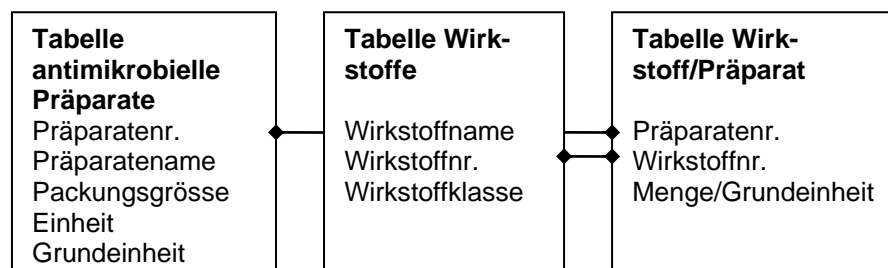 Tabelle
antimikrobielle
Präparate
Präparatenr.
Präparatename
Packungsgrösse
Einheit
Grundeinheit
Tabelle Wirk-
stoffe
Wirkstoffname
Wirkstoffnr.
Wirkstoffklasse
Tabelle Wirk-
stoff/Präparat
Präparatenr.
Wirkstoffnr.
Menge/Grundeinheit